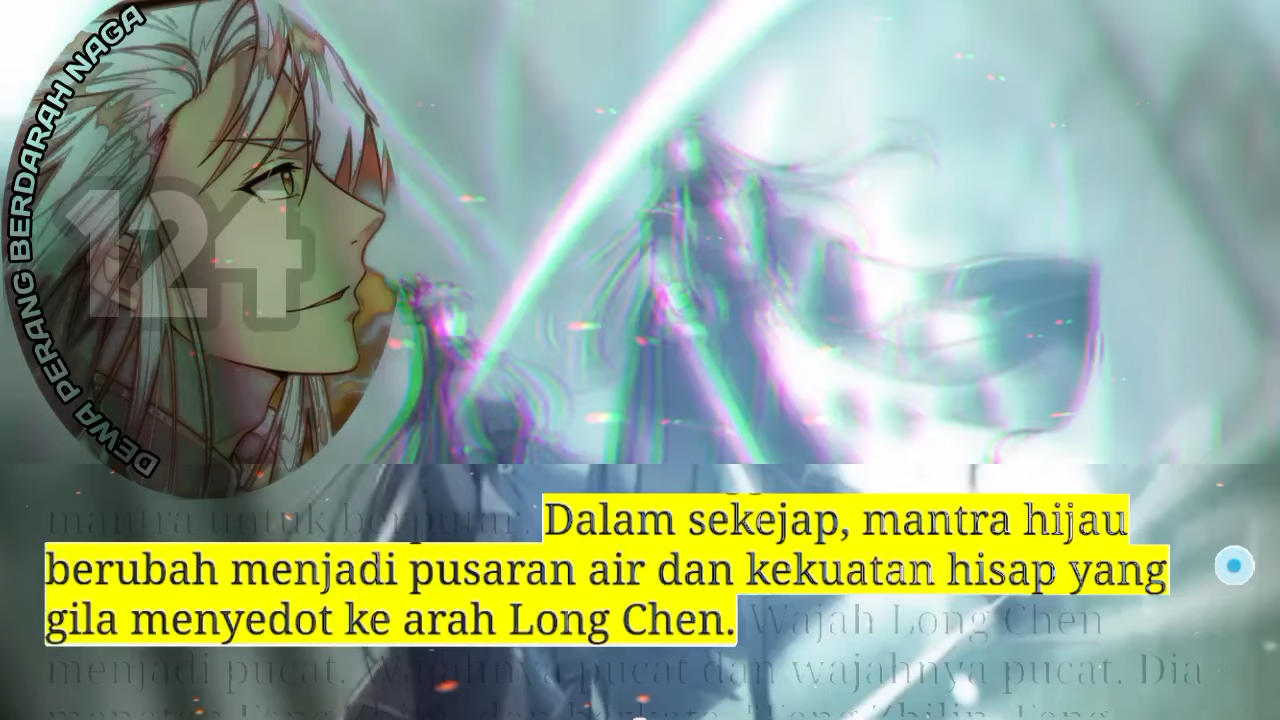 DEWA PERANG BERDARAH NAGA
124
mantra untuk berputar. Dalam sekejap, mantra hijau
berubah menjadi pusaran air dan kekuatan hisap yang
gila menyedot ke arah Long Chen. Wajah Long Chen
menjadi pucat. Wajahnya pucat dan wajahnya pucat. Dia